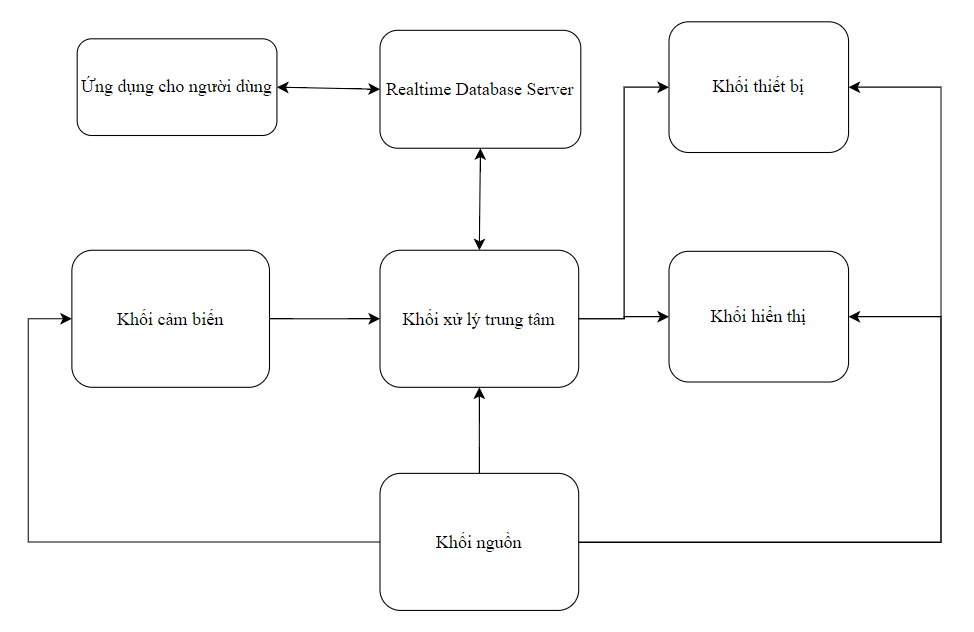 Ứng dụng cho người dùng
Realtime Database Server
Khối thiết bị
Khối cảm biến
Khối xử lý trung tâm
Khối hiển thị
Khối nguồn